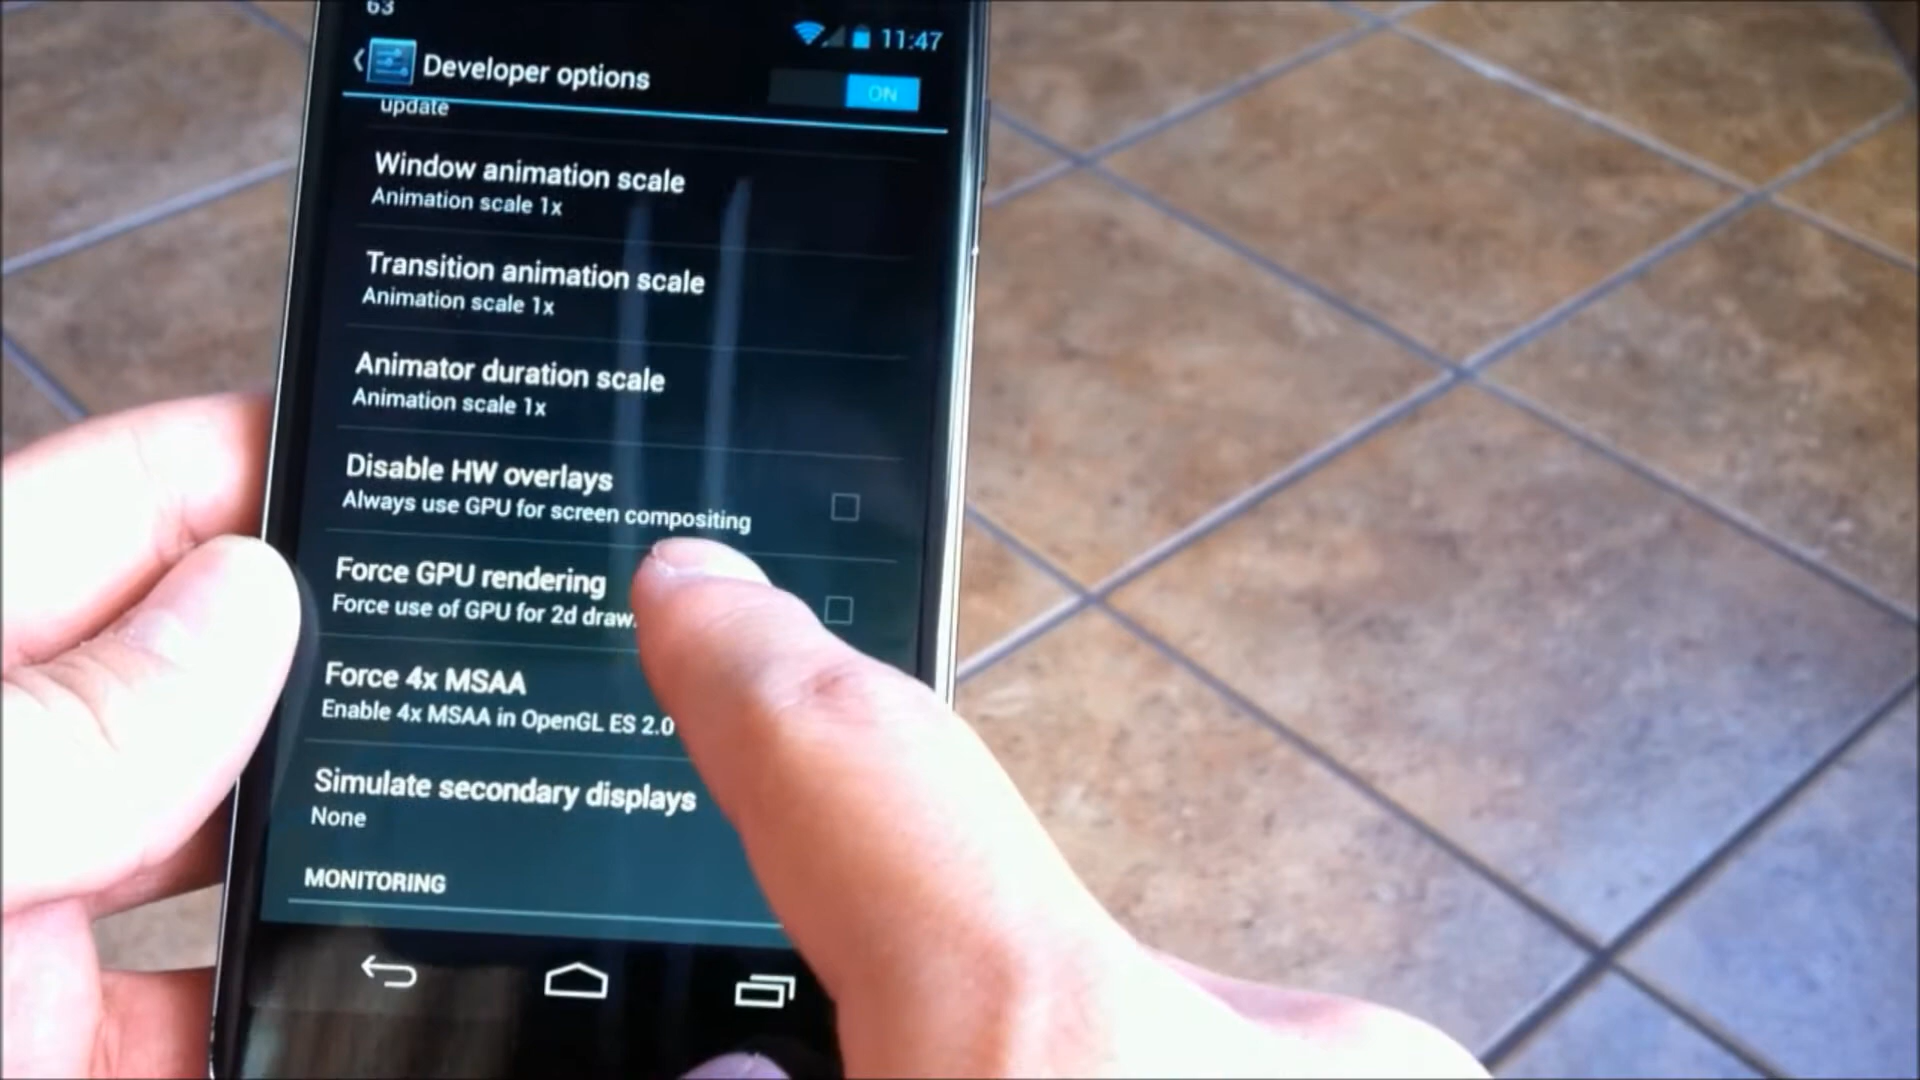 63
11:47
Developer options
ON
update
Window animation scale
Animation scale 1x
Transition animation scale
Animation scale 1x
Animator duration scale
Animation scale 1x
Disable HW overlays
Always use GPU for screen compositing
Force GPU rendering
Force use of GPU for 2d draw
Force 4x MSAA
Enable 4x MSAA in OpenGL ES 2.0
Simulate secondary displays
None
MONITORING